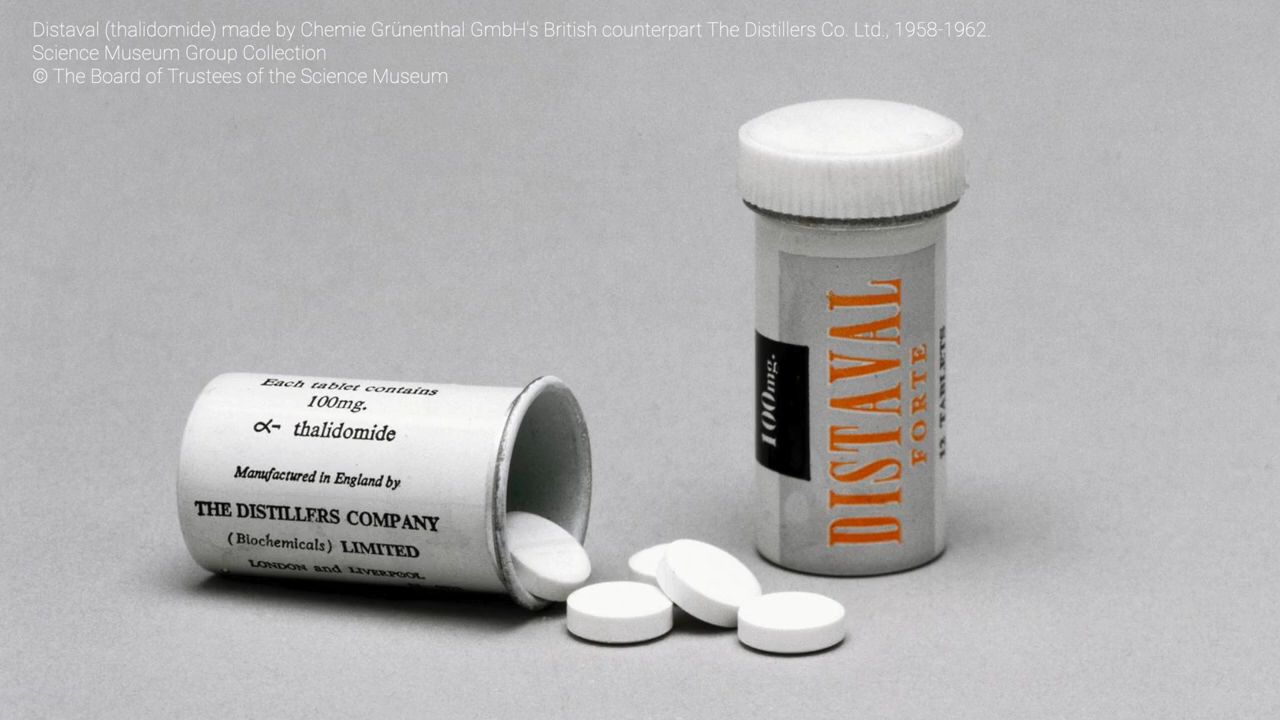 Distaval (thalidomide) made by Chemie Grünenthal GmbH's British counterpart The Distillers Co. Ltd., 1958-1962.
Science Museum Group Collection
© The Board of Trustees of the Science Museum
Each tablet contains
100mg.
α- thalidomide
Manufactured in England by
THE DISTILLERS COMPANY
(Biochemicals) LIMITED
LONDON and LIVERPOOL
100mg.
DISTAVAL
FORTE
12 TABLETS